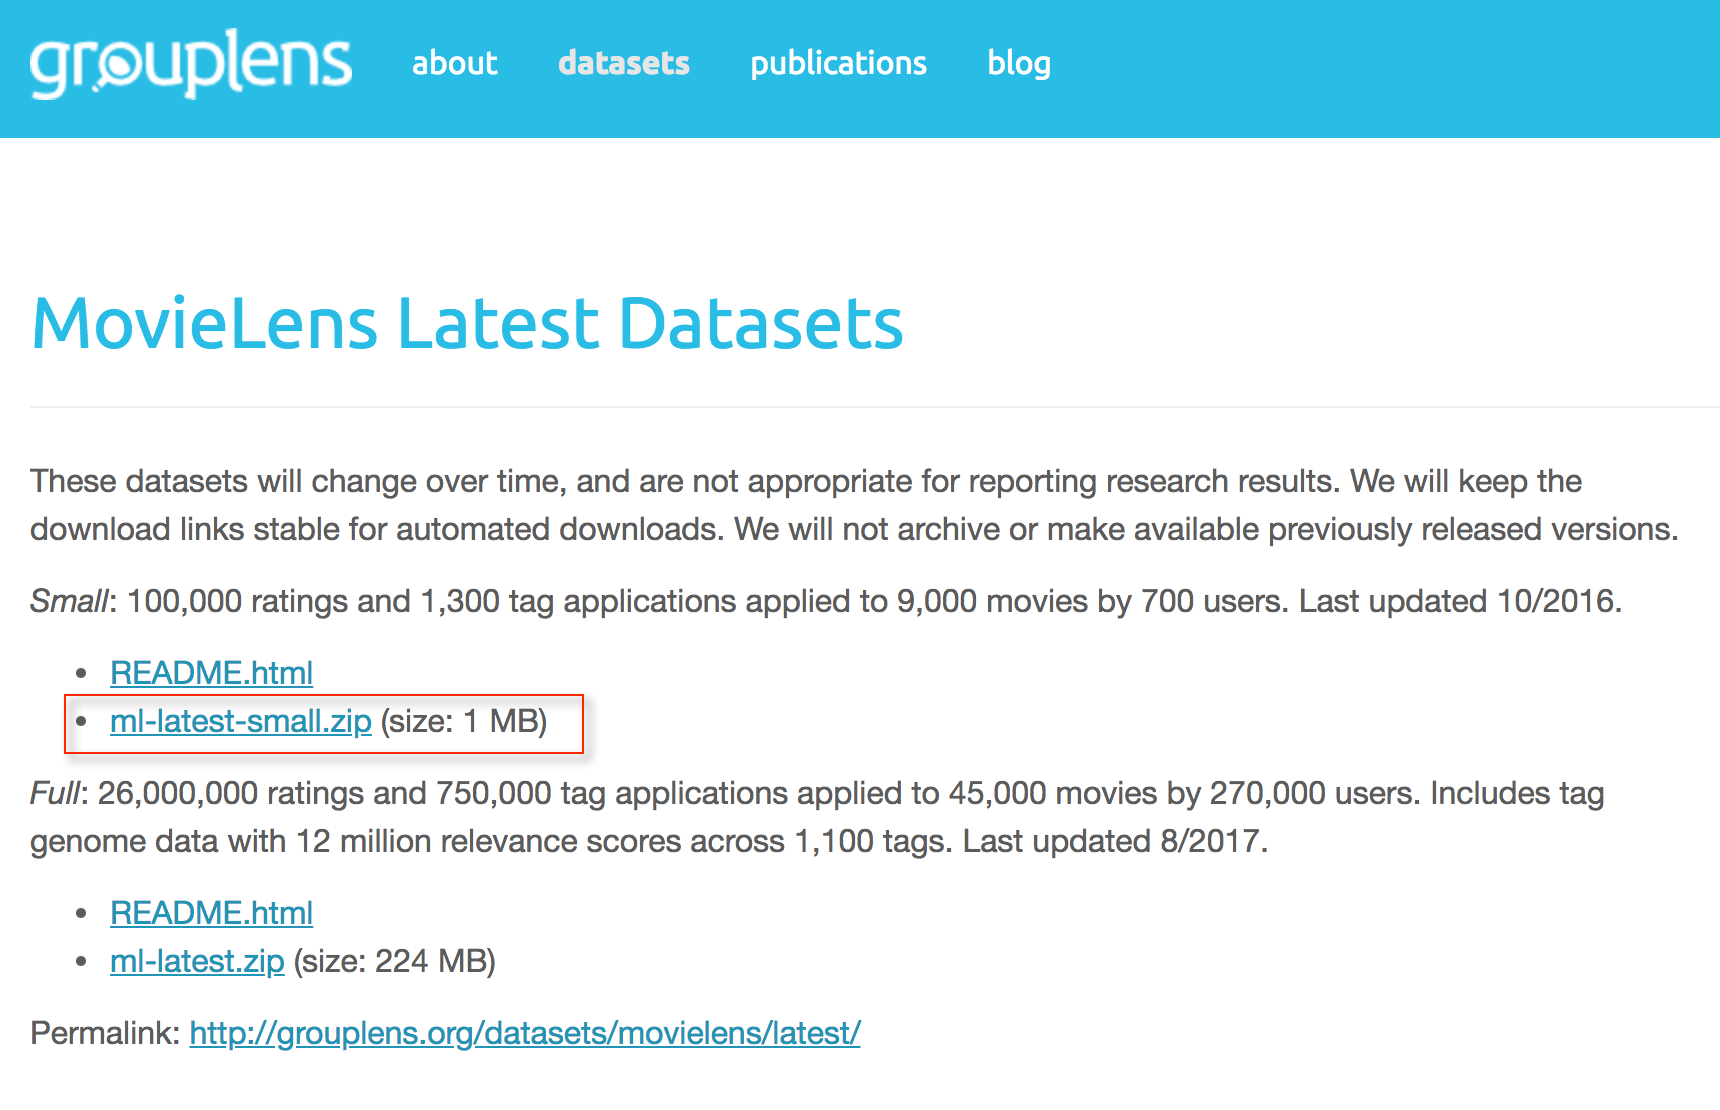 grouplens about datasets publications blog
MovieLens Latest Datasets
These datasets will change over time, and are not appropriate for reporting research results. We will keep the
download links stable for automated downloads. We will not archive or make available previously released versions.
Small: 100,000 ratings and 1,300 tag applications applied to 9,000 movies by 700 users. Last updated 10/2016.
• README.html
• ml-latest-small.zip (size: 1 MB)
Full: 26,000,000 ratings and 750,000 tag applications applied to 45,000 movies by 270,000 users. Includes tag
genome data with 12 million relevance scores across 1,100 tags. Last updated 8/2017.
• README.html
• ml-latest.zip (size: 224 MB)
Permalink: http://grouplens.org/datasets/movielens/latest/